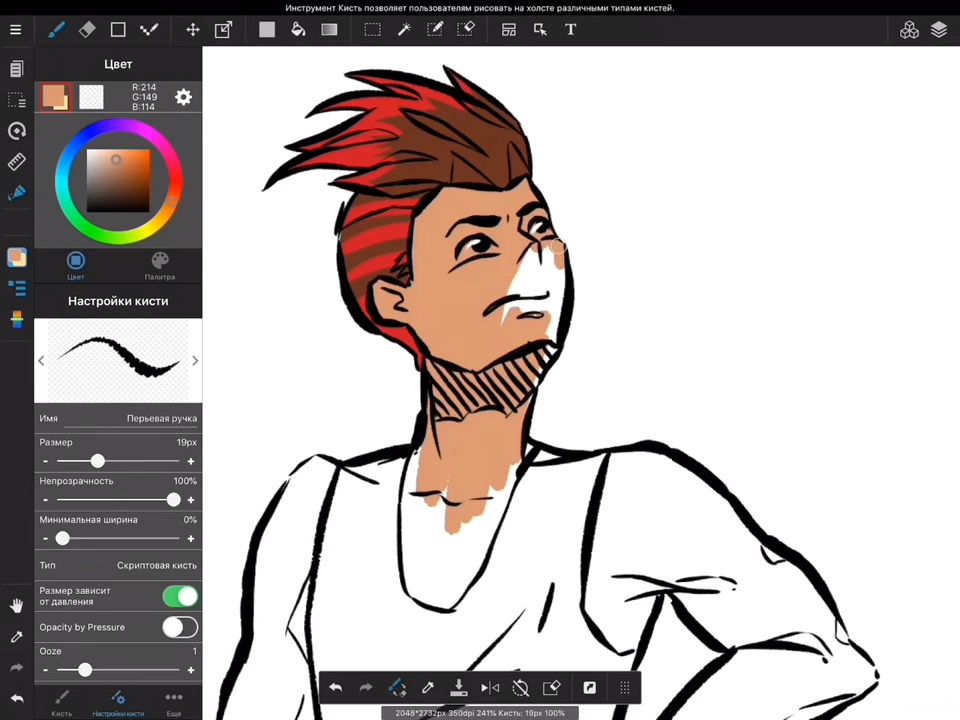 Инструмент Кисть позволяет пользователям рисовать на холсте различными типами кистей.
T
Цвет
R:214
G:149
B:114
Цвет
Палитра
Настройки кисти
Имя Перьевая ручка
Размер 19px
- +
Непрозрачность 100%
- +
Минимальная ширина 0%
- +
Тип Скриптовая кисть
Размер зависит
от давления
Opacity by Pressure
Ooze 1
- +
Кисть
Настройки кисти
Еще
2048*2732px 350dpi 241% Кисть: 19px 100%